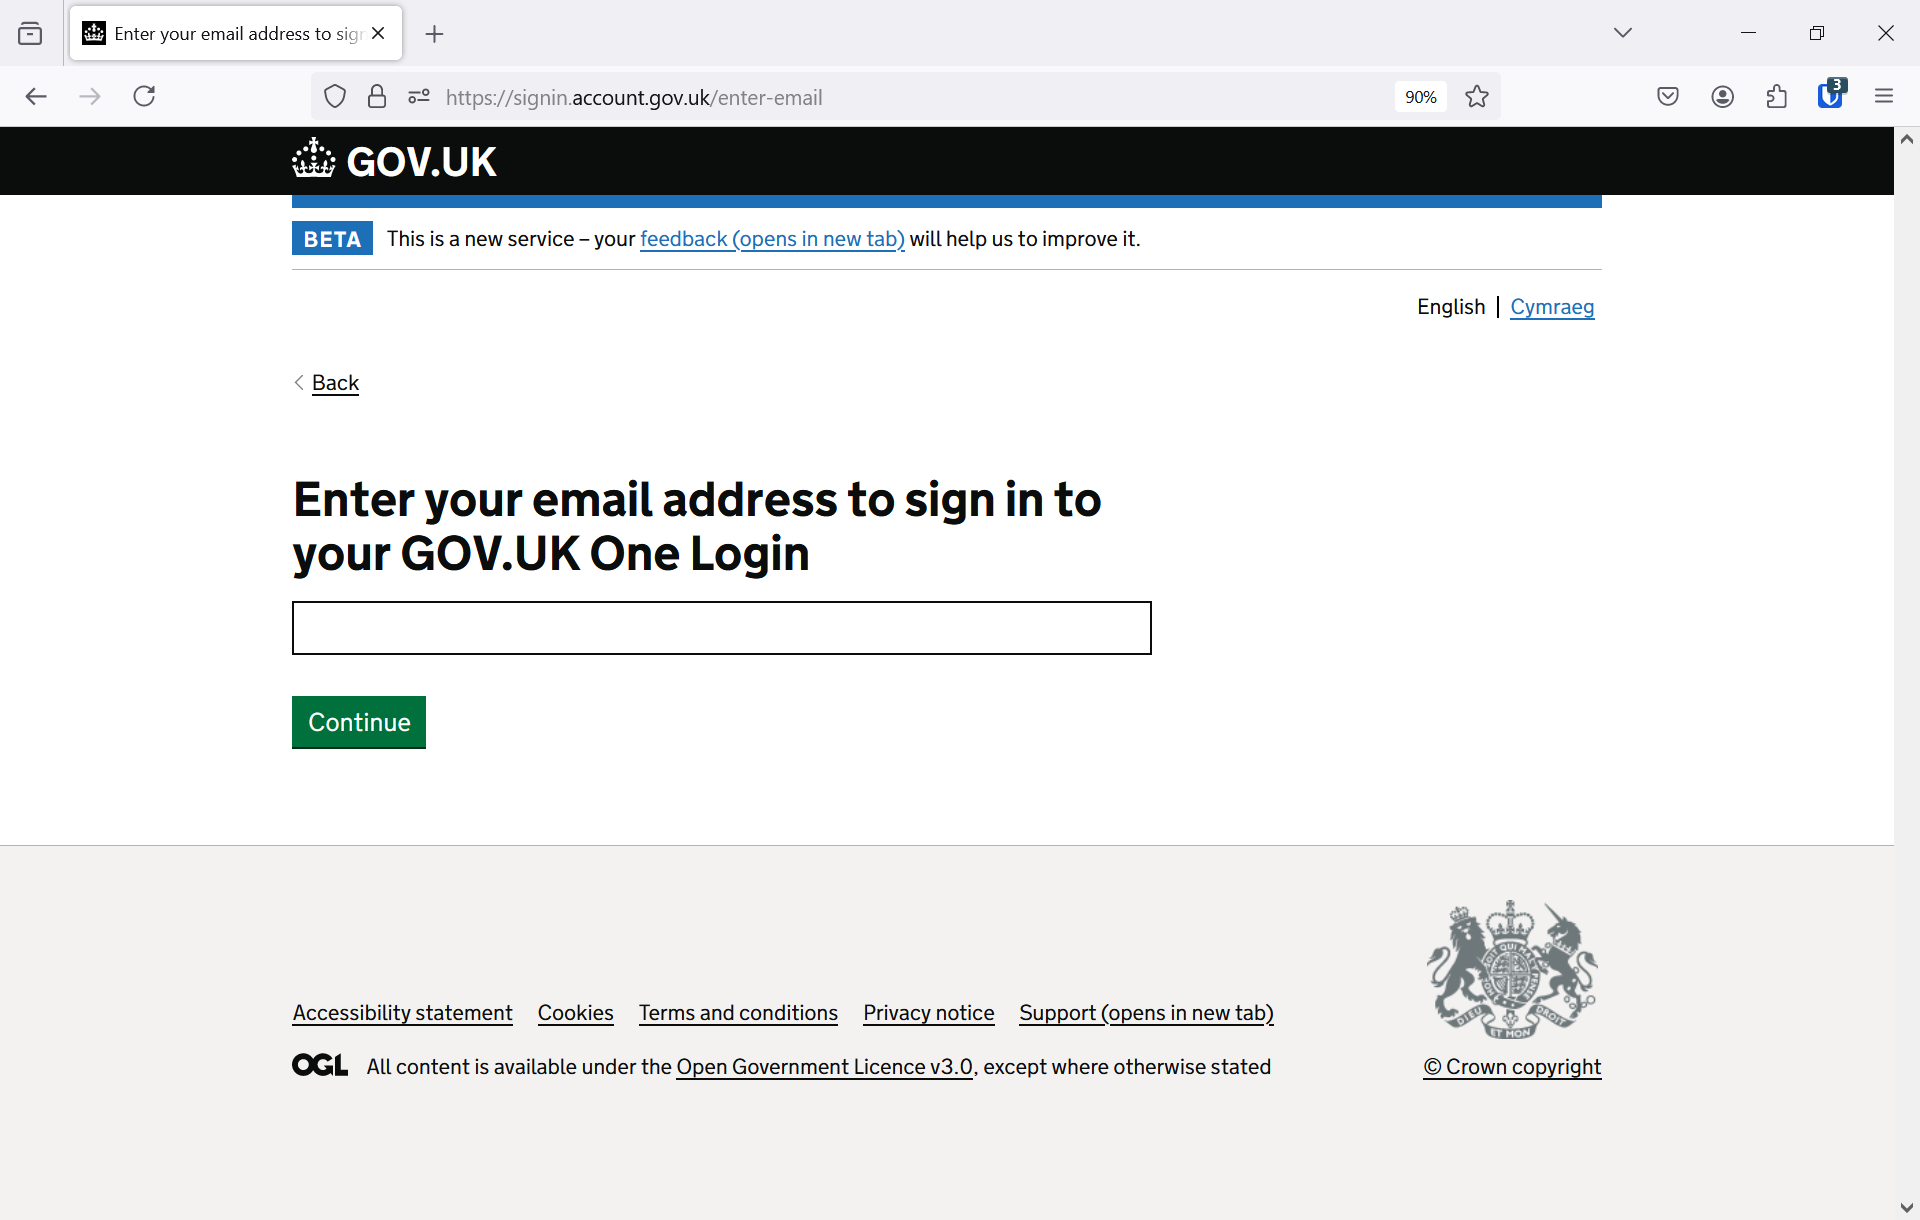 Enter your email address to sig
https://signin.account.gov.uk/enter-email
90%
3
GOV.UK
BETA This is a new service – your feedback (opens in new tab) will help us to improve it.
English | Cymraeg
Back
Enter your email address to sign in to
your GOV.UK One Login
Continue
Accessibility statement Cookies Terms and conditions Privacy notice Support (opens in new tab)
OGL All content is available under the Open Government Licence v3.0, except where otherwise stated
DIEU ET MON DROIT
© Crown copyright